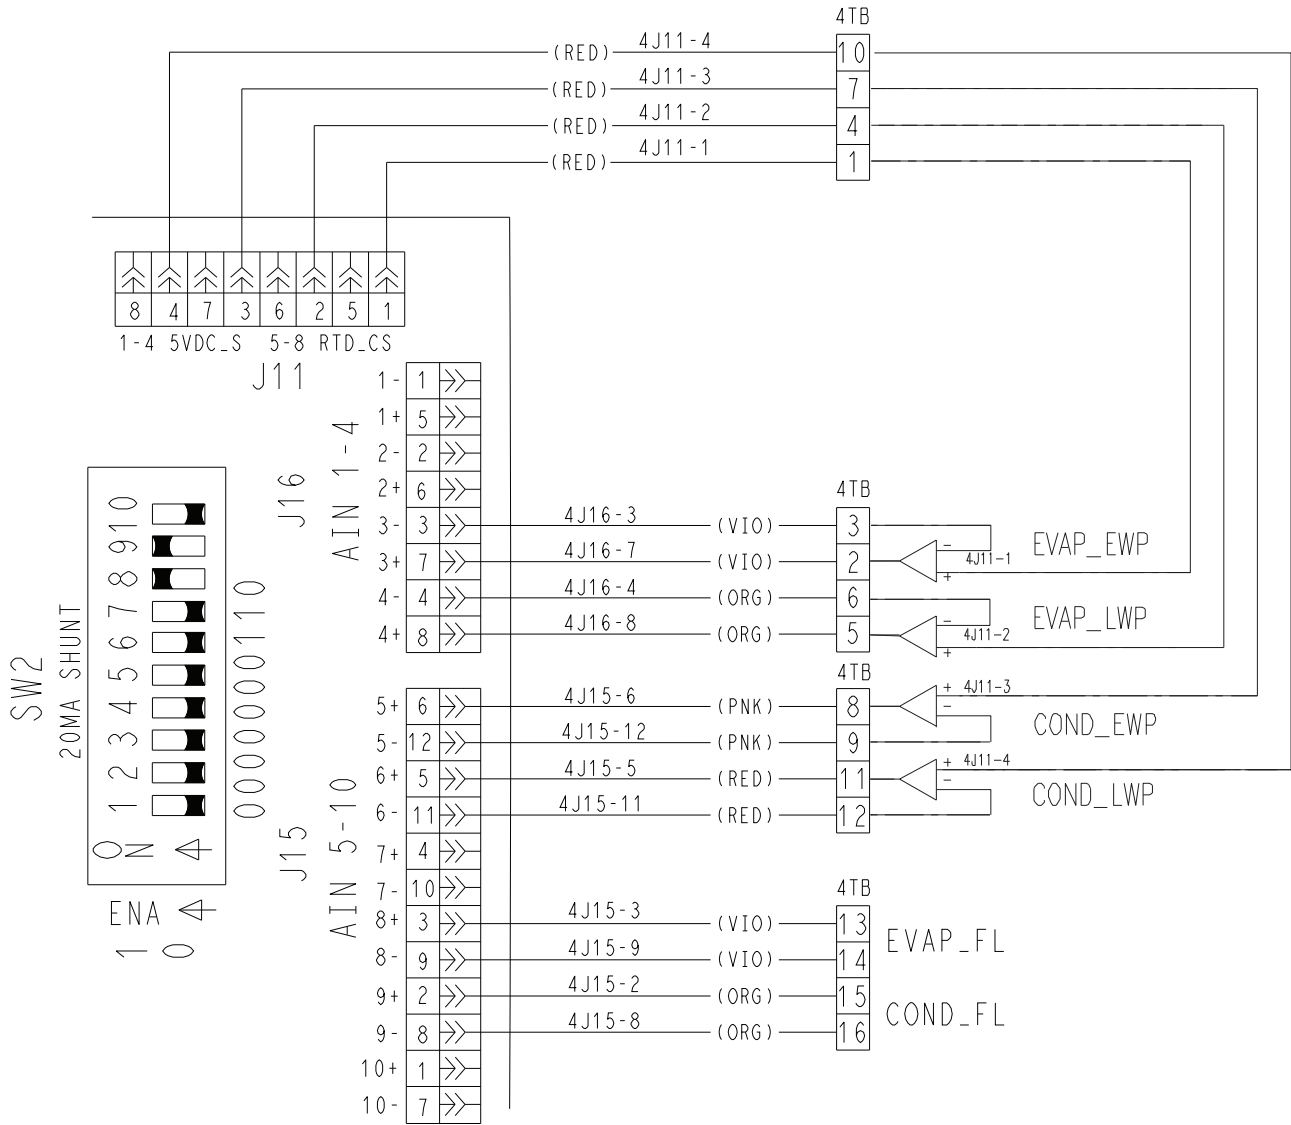 4TB
(RED) 4J11-4 10
(RED) 4J11-3 7
(RED) 4J11-2 4
(RED) 4J11-1 1
8 4 7 3 6 2 5 1
1-4 5VDC_S 5-8 RTD_CS
J11
J16
AIN 1-4
1- 1
1+ 5
2- 2
2+ 6
4TB
3- 3 4J16-3 (VIO) 3
3+ 7 4J16-7 (VIO) 2
4- 4 4J16-4 (ORG) 6
4+ 8 4J16-8 (ORG) 5
- 4J11-1 +
EVAP_EWP
- 4J11-2 +
EVAP_LWP
J15
AIN 5-10
4TB
5+ 6 4J15-6 (PNK) 8
5- 12 4J15-12 (PNK) 9
6+ 5 4J15-5 (RED) 11
6- 11 4J15-11 (RED) 12
+ 4J11-3 -
COND_EWP
+ 4J11-4 -
COND_LWP
7+ 4
7- 10
4TB
8+ 3 4J15-3 (VIO) 13
8- 9 4J15-9 (VIO) 14
EVAP_FL
9+ 2 4J15-2 (ORG) 15
9- 8 4J15-8 (ORG) 16
COND_FL
10+ 1
10- 7
SW2
20MA SHUNT
1 2 3 4 5 6 7 8 9 10
ON
0000000110
ENA
1 0